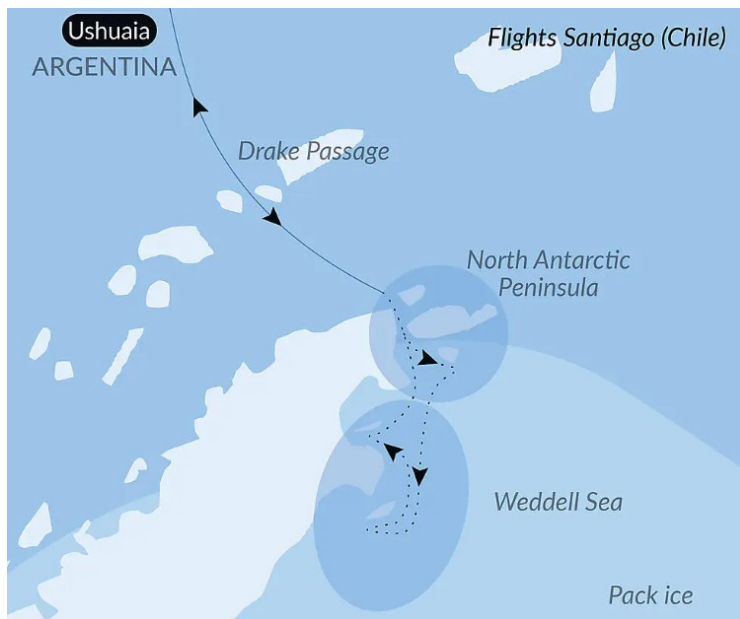 Ushuaia
ARGENTINA
Flights Santiago (Chile)
Drake Passage
North Antarctic
Peninsula
Weddell Sea
Pack ice